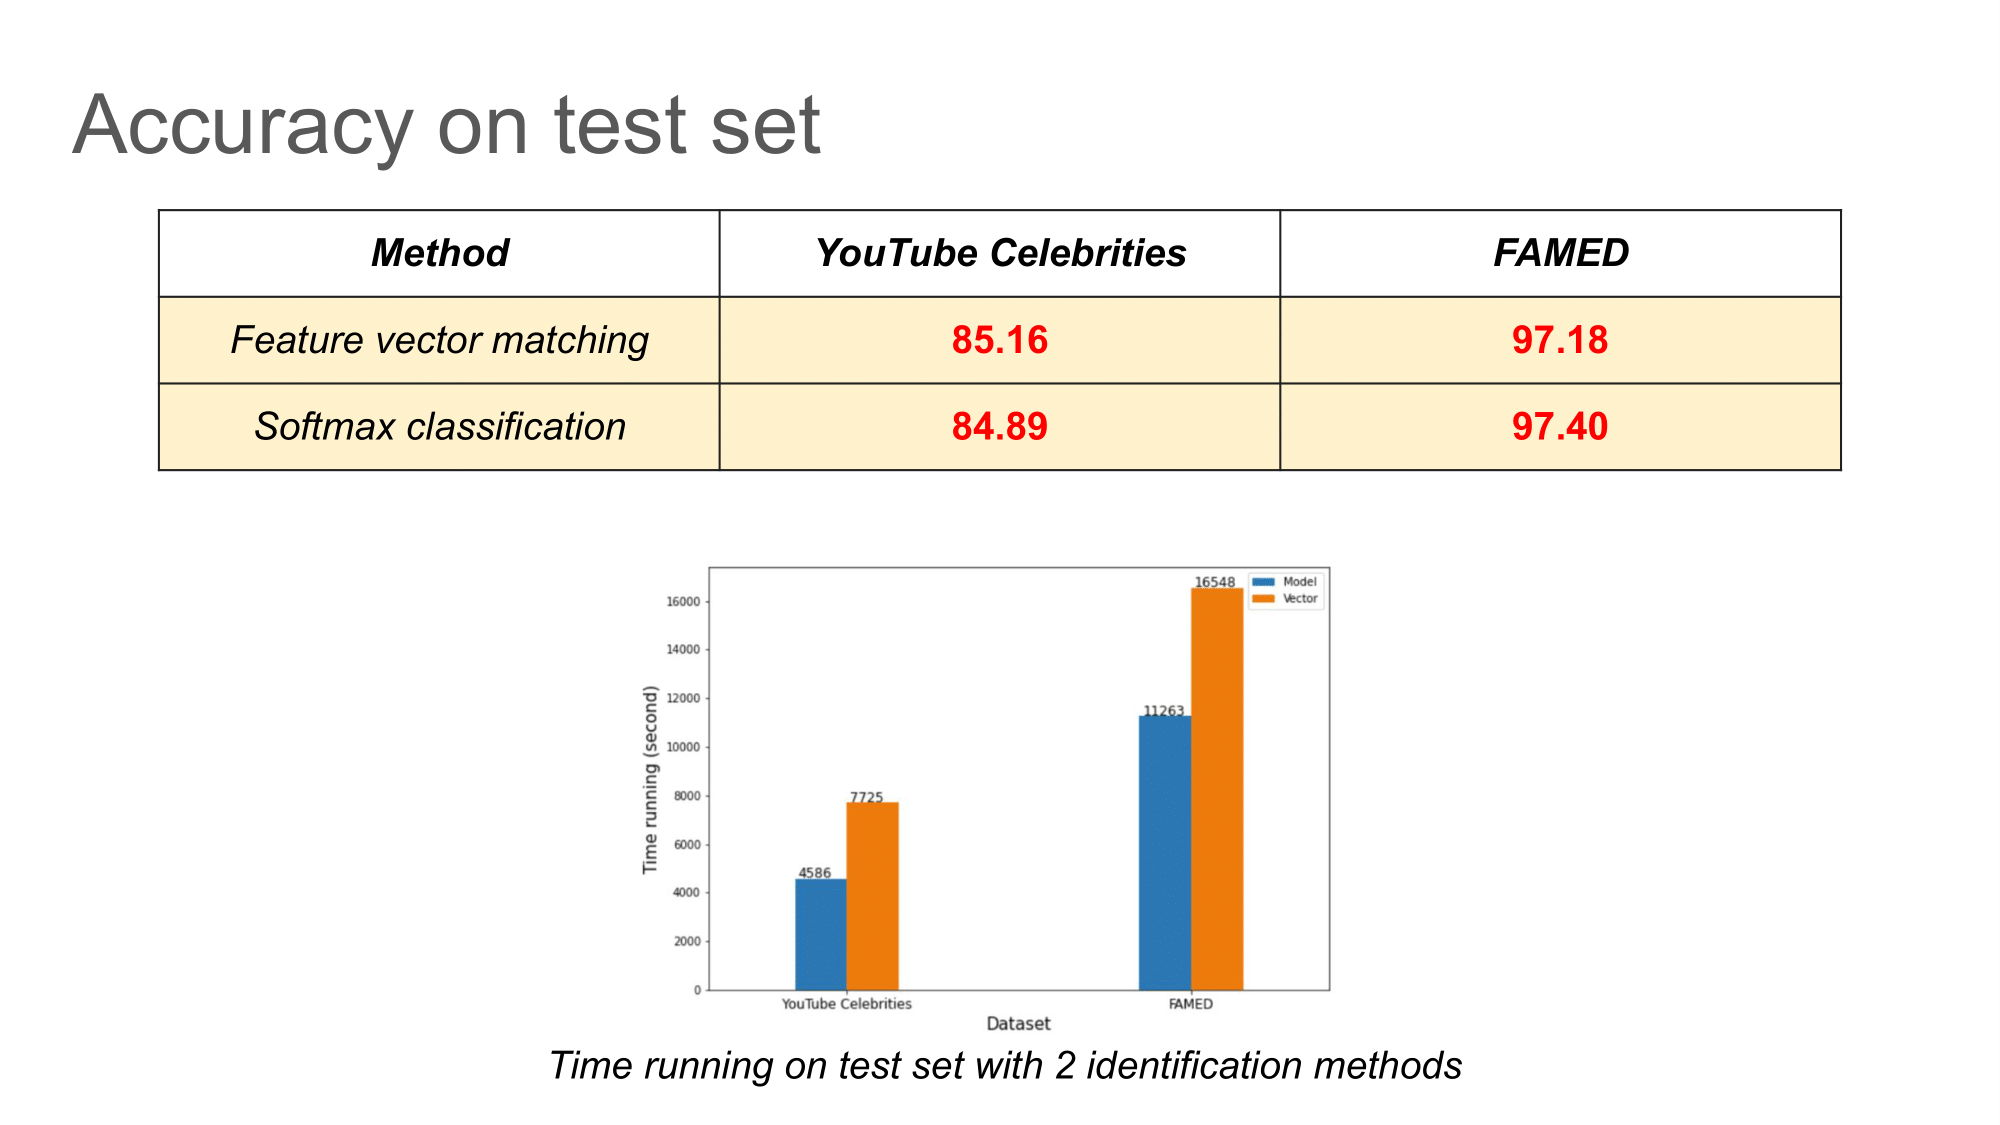 Accuracy on test set
Method YouTube Celebrities FAMED
Feature vector matching 85.16 97.18
Softmax classification 84.89 97.40
16548
Model
Vector
16000
14000
12000
11263
10000
8000
7725
6000
4586
4000
2000
0
Time running (second)
YouTube Celebrities FAMED
Dataset
Time running on test set with 2 identification methods